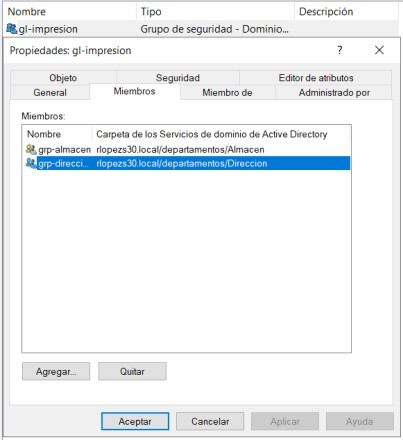 Nombre Tipo Descripción
gl-impresion Grupo de seguridad - Dominio...
Propiedades: gl-impresion ? ×
Objeto Seguridad Editor de atributos
General Miembros Miembro de Administrado por
Miembros:
Nombre Carpeta de los Servicios de dominio de Active Directory
grp-almacen rlopezs30.local/departamentos/Almacen
grp-direcci... rlopezs30.local/departamentos/Direccion
Agregar... Quitar
Aceptar Cancelar Aplicar Ayuda